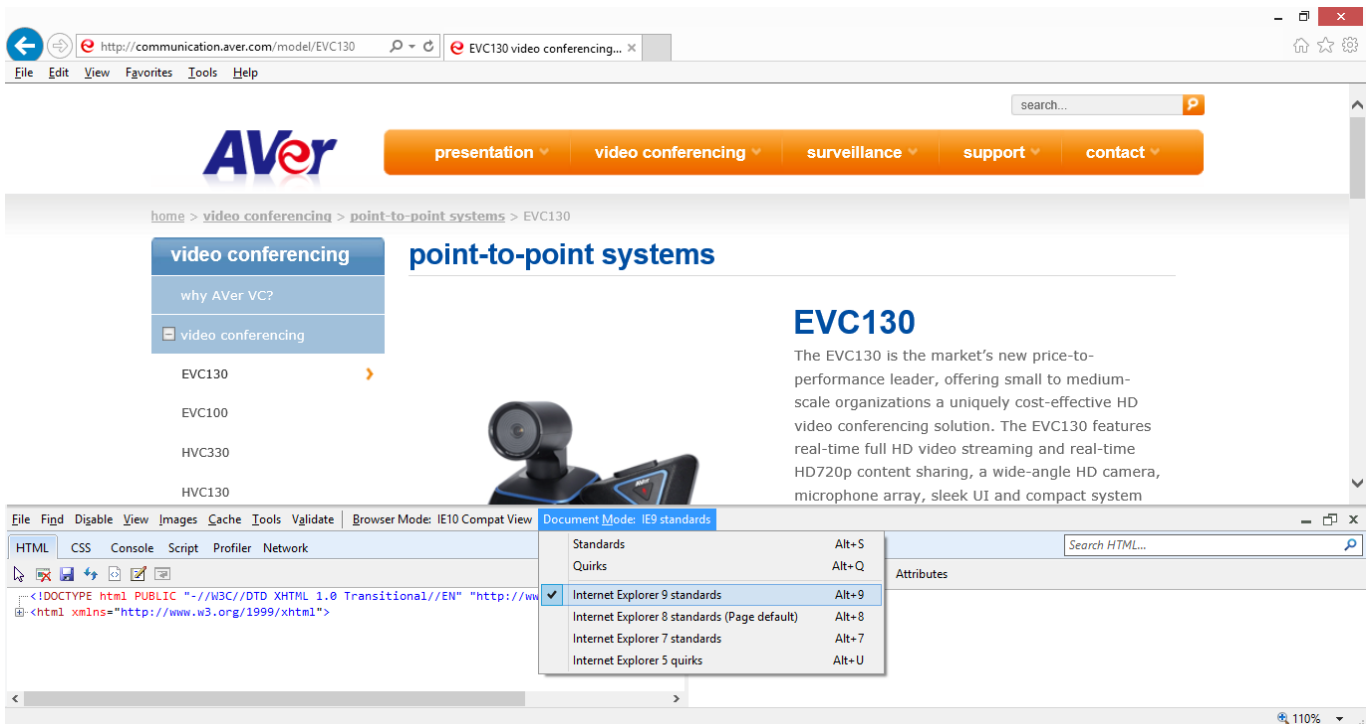 http://communication.aver.com/model/EVC130
EVC130 video conferencing...
File Edit View Favorites Tools Help
search...
AVer
presentation video conferencing surveillance support contact
home > video conferencing > point-to-point systems > EVC130
video conferencing
point-to-point systems
why AVer VC?
video conferencing
EVC130
EVC100
HVC330
HVC130
EVC130
The EVC130 is the market's new price-to-
performance leader, offering small to medium-
scale organizations a uniquely cost-effective HD
video conferencing solution. The EVC130 features
real-time full HD video streaming and real-time
HD720p content sharing, a wide-angle HD camera,
microphone array, sleek UI and compact system
File Find Disable View Images Cache Tools Validate Browser Mode: IE10 Compat View Document Mode: IE9 standards
HTML CSS Console Script Profiler Network
Search HTML...
Standards Alt+S
Quirks Alt+Q
Internet Explorer 9 standards Alt+9
Internet Explorer 8 standards (Page default) Alt+8
Internet Explorer 7 standards Alt+7
Internet Explorer 5 quirks Alt+U
Attributes
<!DOCTYPE html PUBLIC "-//W3C//DTD XHTML 1.0 Transitional//EN" "http://ww
<html xmlns="http://www.w3.org/1999/xhtml">
110%